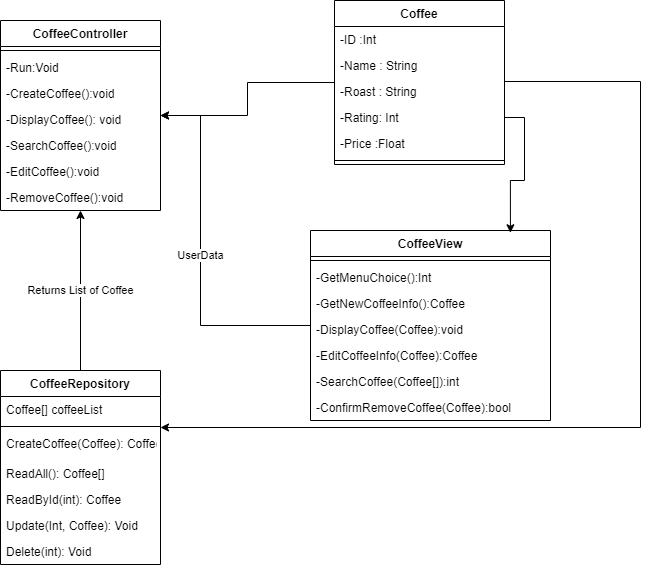 CoffeeController
-Run:Void
-CreateCoffee():void
-DisplayCoffee(): void
-SearchCoffee():void
-EditCoffee():void
-RemoveCoffee():void
Coffee
-ID :Int
-Name : String
-Roast : String
-Rating: Int
-Price :Float
UserData
Returns List of Coffee
CoffeeView
-GetMenuChoice():Int
-GetNewCoffeeInfo():Coffee
-DisplayCoffee(Coffee):void
-EditCoffeeInfo(Coffee):Coffee
-SearchCoffee(Coffee[]):int
-ConfirmRemoveCoffee(Coffee):bool
CoffeeRepository
Coffee[] coffeeList
CreateCoffee(Coffee): Coffe
ReadAll(): Coffee[]
ReadById(int): Coffee
Update(Int, Coffee): Void
Delete(int): Void